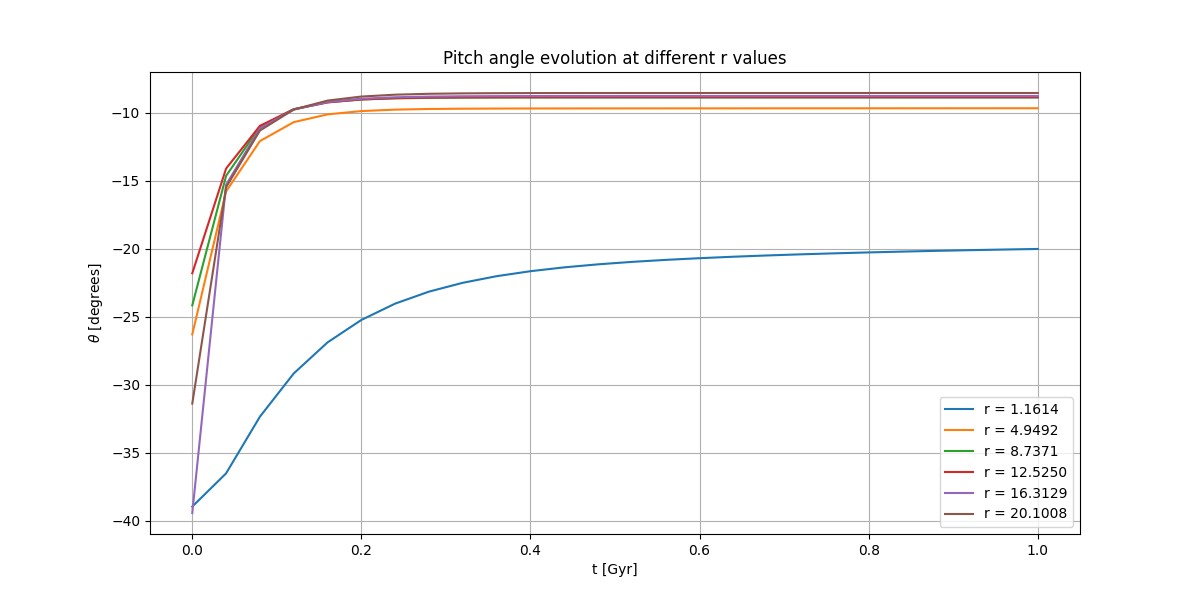 Pitch angle evolution at different r values
θ [degrees]
−10
−15
−20
−25
−30
−35
−40
r = 1.1614
r = 4.9492
r = 8.7371
r = 12.5250
r = 16.3129
r = 20.1008
0.0 0.2 0.4 0.6 0.8 1.0
t [Gyr]